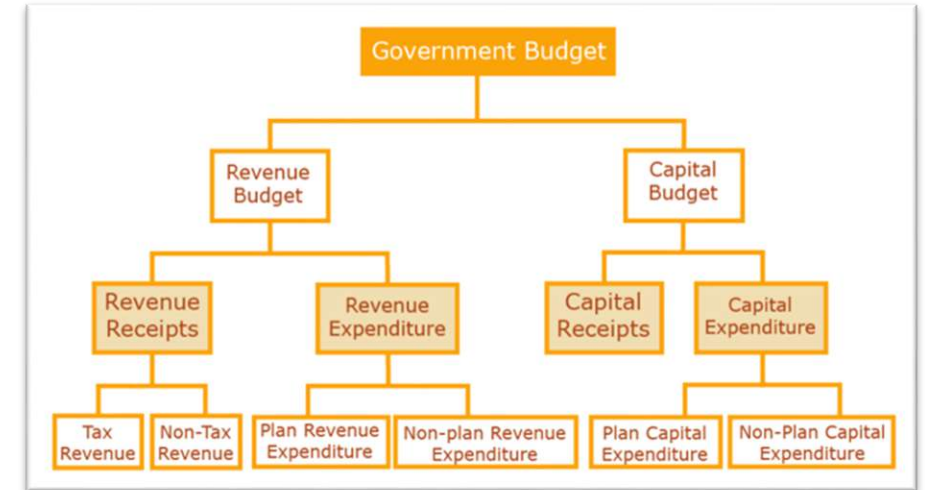 Government Budget
Revenue
Budget
Capital
Budget
Revenue
Receipts
Revenue
Expenditure
Capital
Receipts
Capital
Expenditure
Tax
Revenue
Non-Tax
Revenue
Plan Revenue
Expenditure
Non-plan Revenue
Expenditure
Plan Capital
Expenditure
Non-Plan Capital
Expenditure